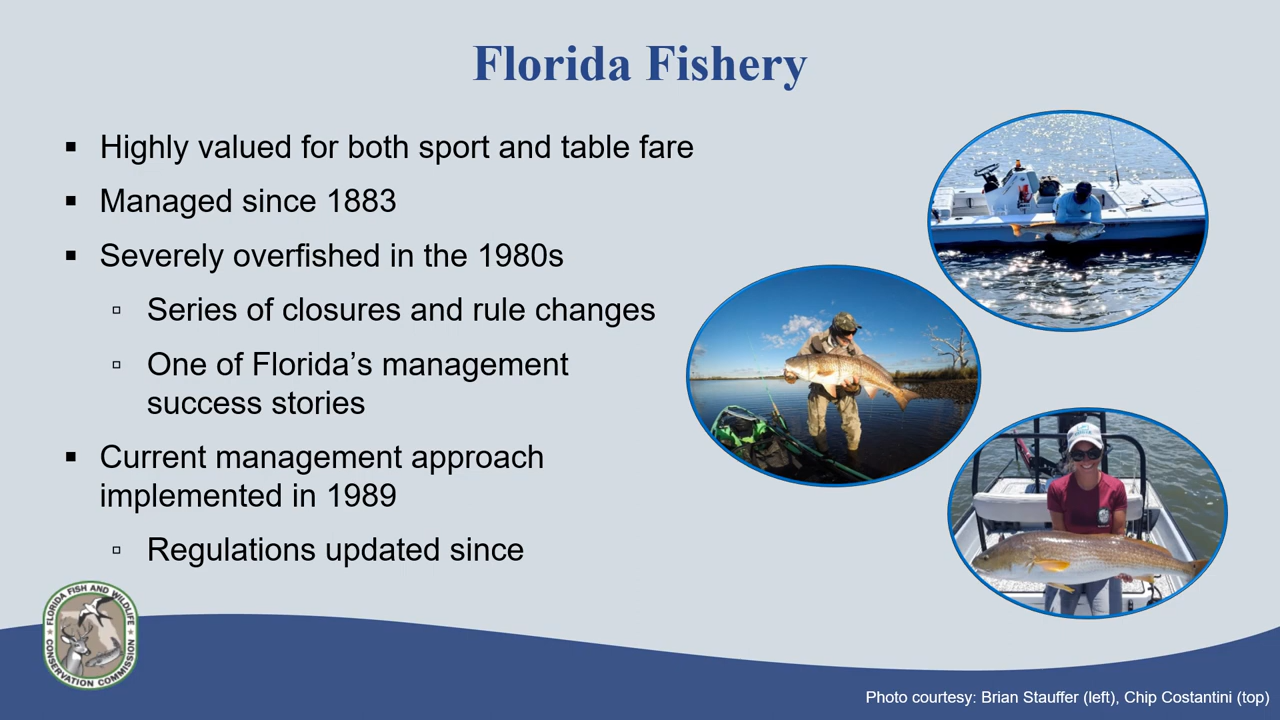 Florida Fishery
▪ Highly valued for both sport and table fare
▪ Managed since 1883
▪ Severely overfished in the 1980s
▫ Series of closures and rule changes
▫ One of Florida’s management
success stories
▪ Current management approach
implemented in 1989
▫ Regulations updated since
FLORIDA FISH AND WILDLIFE
CONSERVATION COMMISSION
Photo courtesy: Brian Stauffer (left), Chip Costantini (top)